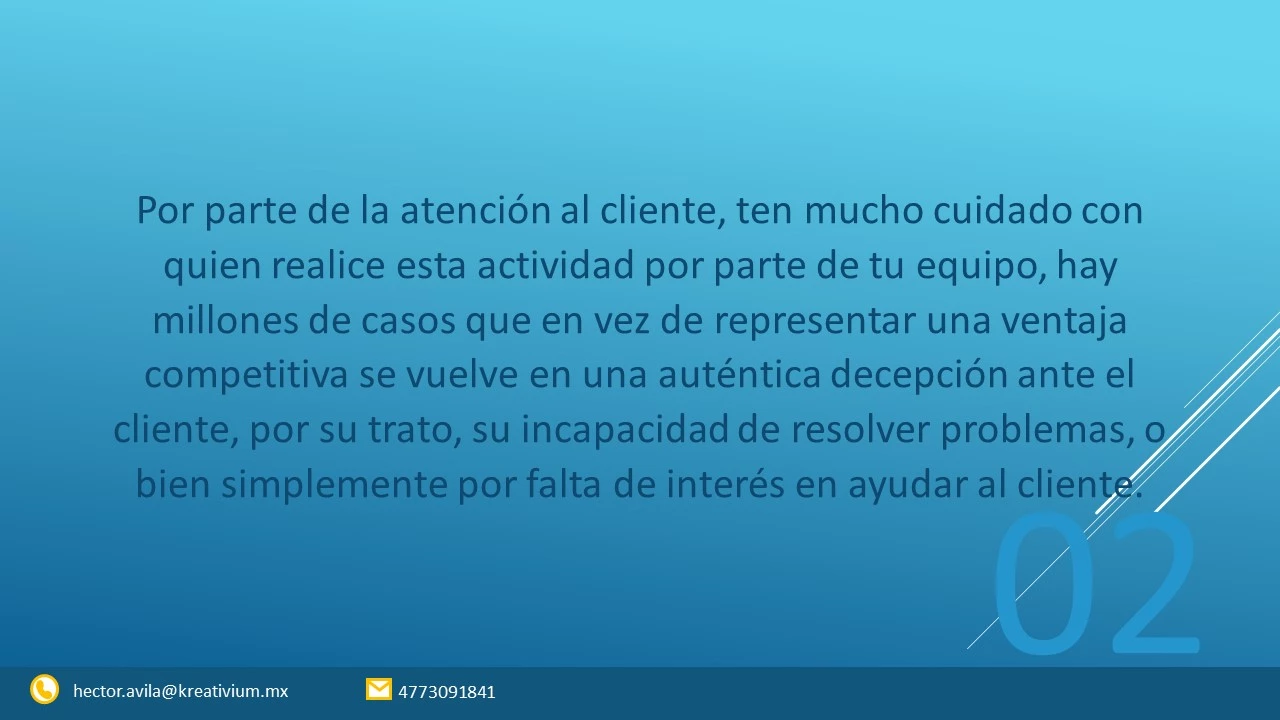 Por parte de la atención al cliente, ten mucho cuidado con
quien realice esta actividad por parte de tu equipo, hay
millones de casos que en vez de representar una ventaja
competitiva se vuelve en una auténtica decepción ante el
cliente, por su trato, su incapacidad de resolver problemas, o
bien simplemente por falta de interés en ayudar al cliente.
02
hector.avila@kreativium.mx
4773091841